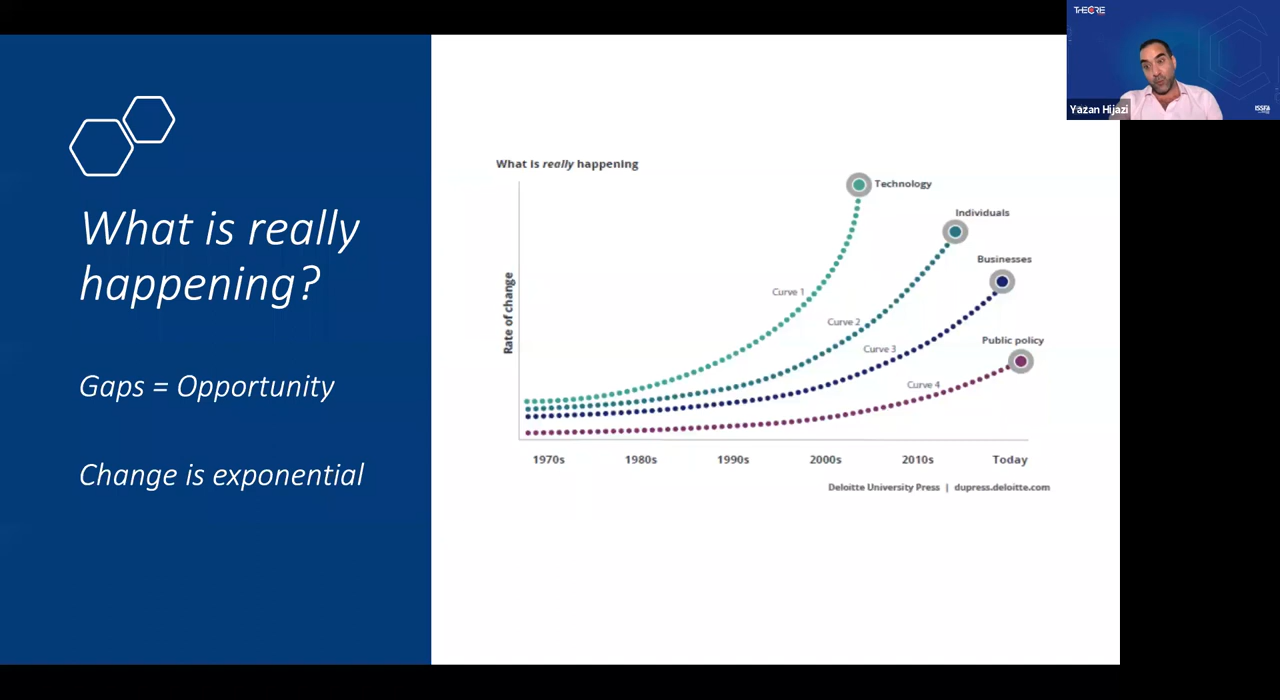 THECRE
Yazan Hijazi
ISSRA
What is really
happening?
Gaps = Opportunity
Change is exponential
What is really happening
Technology
Individuals
Businesses
Public policy
Curve 1
Curve 2
Curve 3
Curve 4
Rate of change
1970s 1980s 1990s 2000s 2010s Today
Deloitte University Press | dupress.deloitte.com